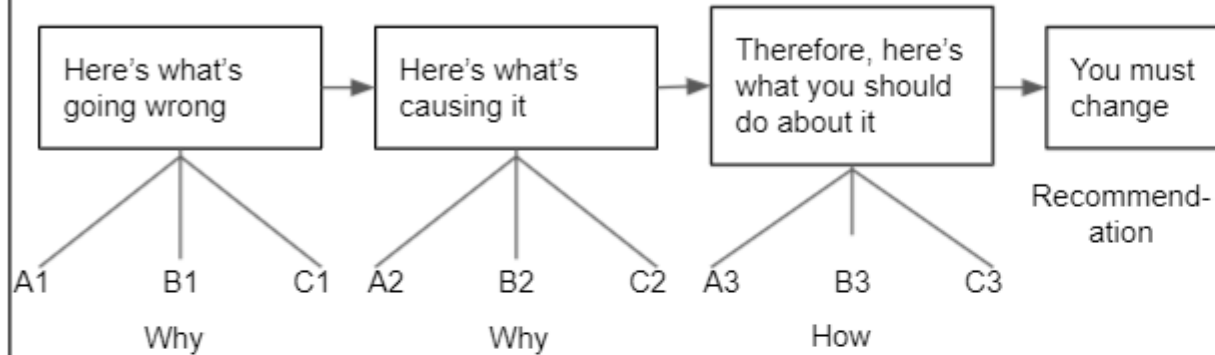 Here’s what’s
going wrong
Here’s what’s
causing it
Therefore, here’s
what you should
do about it
You must
change
Recommend-
ation
A1
B1
C1
A2
B2
C2
A3
B3
C3
Why
Why
How